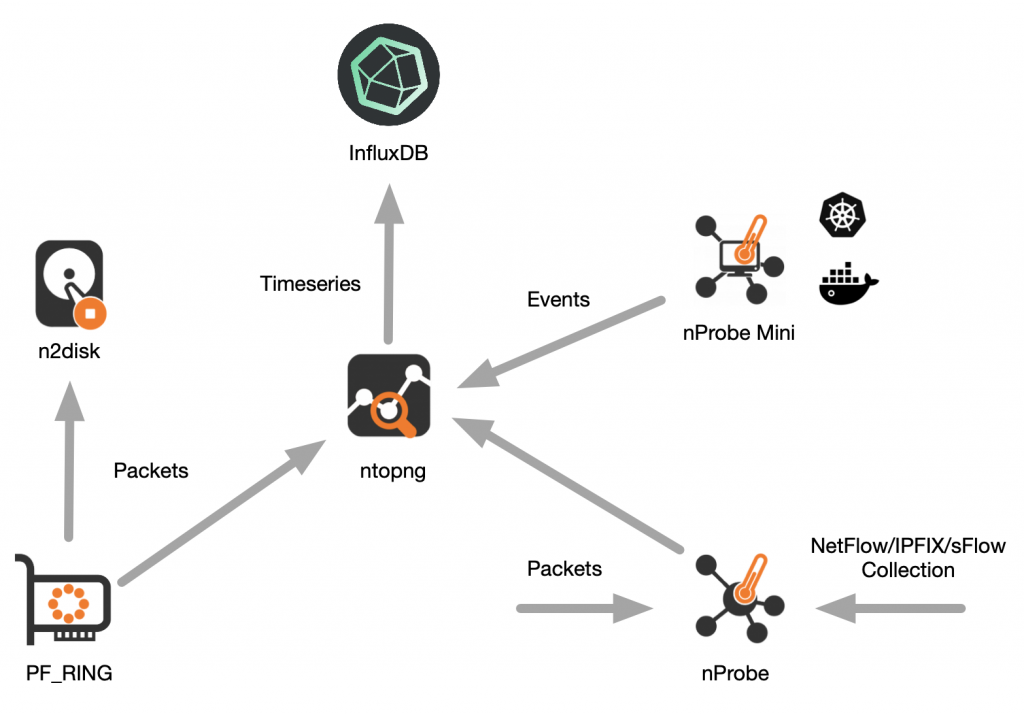 InfluxDB
Timeseries
Events
nProbe Mini
n2disk
Packets
ntopng
NetFlow/IPFIX/sFlow
Collection
Packets
PF_RING
nProbe